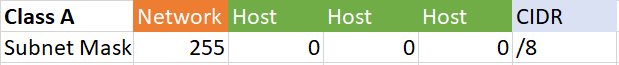 Class A Network Host Host Host CIDR
Subnet Mask 255 0 0 0 /8